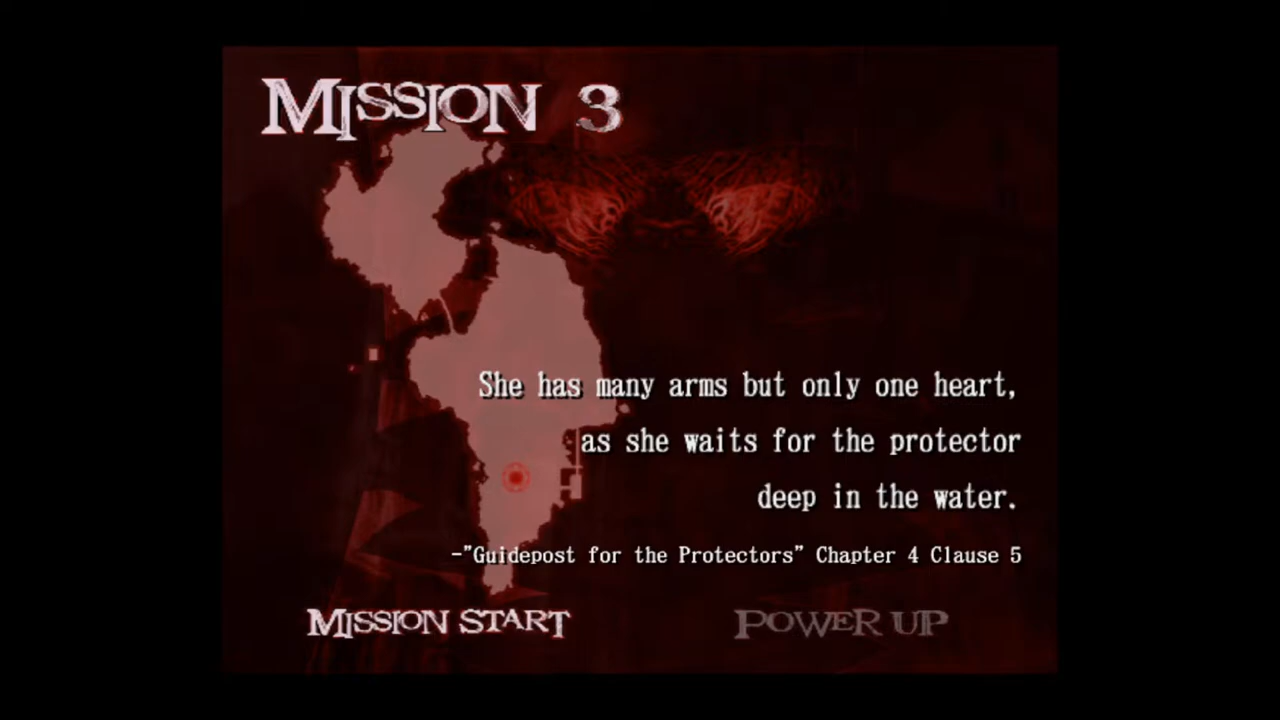 MISSION 3
She has many arms but only one heart,
as she waits for the protector
deep in the water.
-"Guidepost for the Protectors" Chapter 4 Clause 5
MISSION START
POWER UP